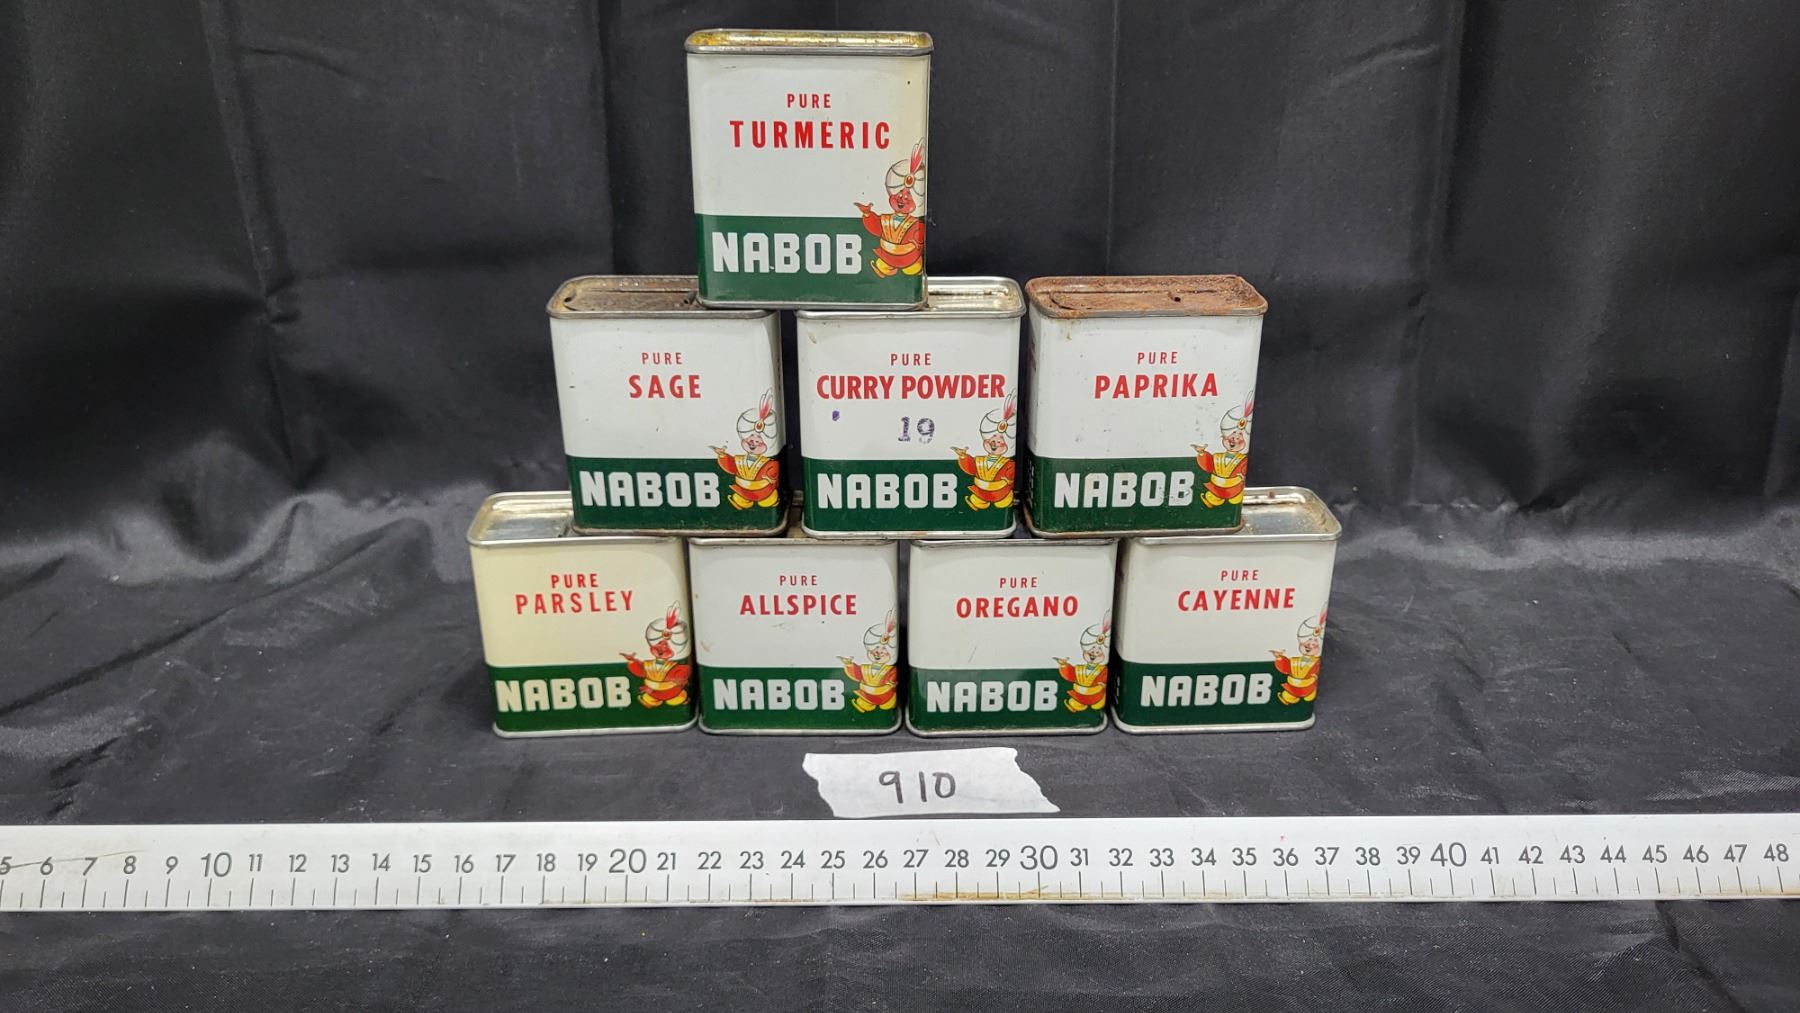 PURE
TURMERIC
NABOB
PURE
SAGE
NABOB
PURE
CURRY POWDER
19
NABOB
PURE
PAPRIKA
NABOB
PURE
PARSLEY
NABOB
PURE
ALLSPICE
NABOB
PURE
OREGANO
NABOB
PURE
CAYENNE
NABOB
910
5 6 7 8 9 10 11 12 13 14 15 16 17 18 19 20 21 22 23 24 25 26 27 28 29 30 31 32 33 34 35 36 37 38 39 40 41 42 43 44 45 46 47 48